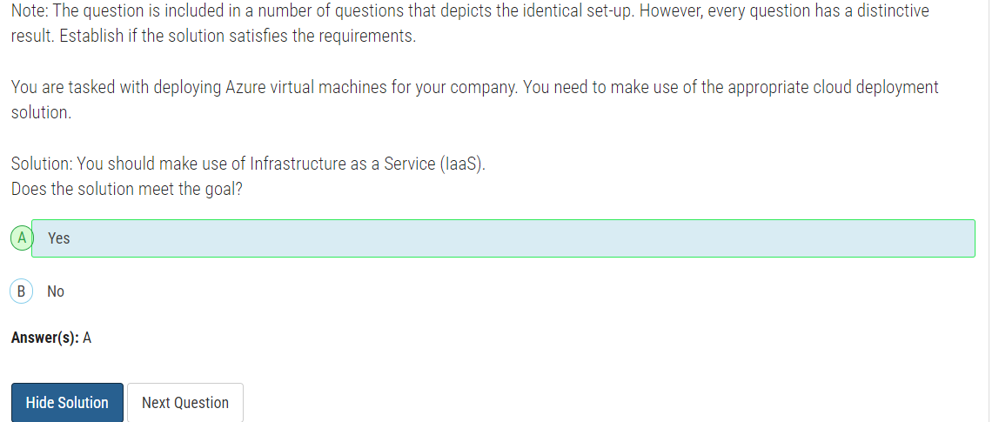 Note: The question is included in a number of questions that depicts the identical set-up. However, every question has a distinctive
result. Establish if the solution satisfies the requirements.
You are tasked with deploying Azure virtual machines for your company. You need to make use of the appropriate cloud deployment
solution.
Solution: You should make use of Infrastructure as a Service (IaaS).
Does the solution meet the goal?
A Yes
B No
Answer(s): A
Hide Solution Next Question